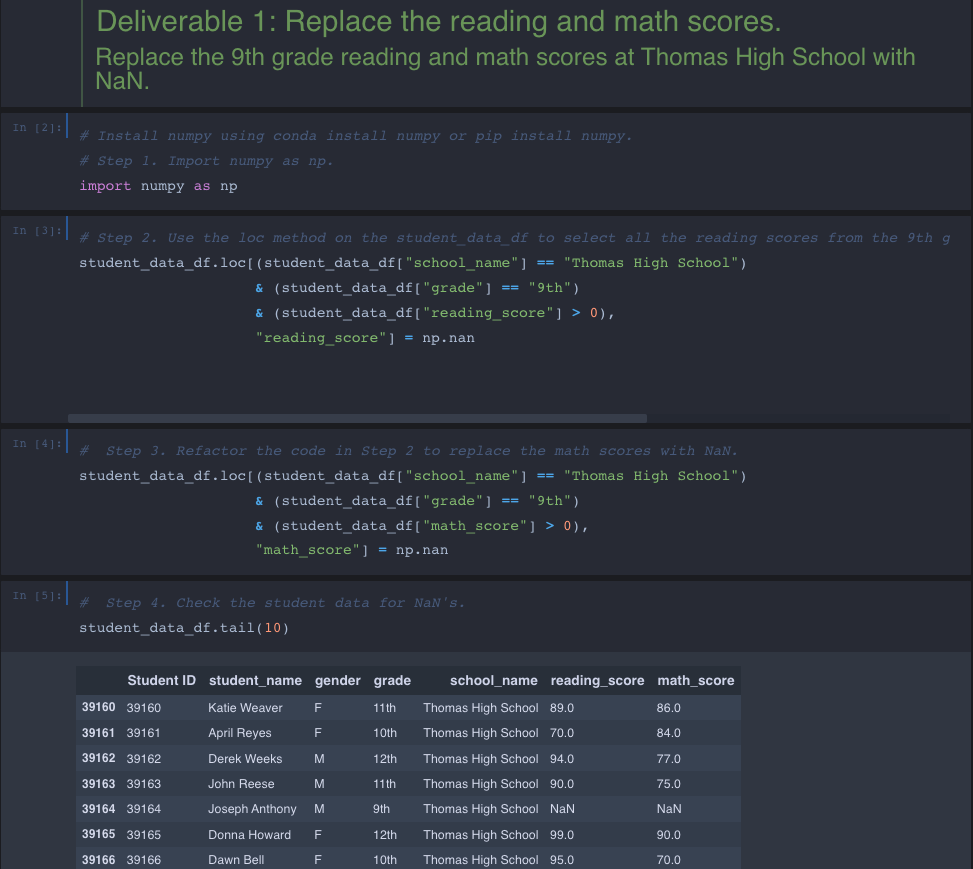 Deliverable 1: Replace the reading and math scores.
Replace the 9th grade reading and math scores at Thomas High School with
NaN.
In [2]:
# Install numpy using conda install numpy or pip install numpy.
# Step 1. Import numpy as np.
import numpy as np
In [3]:
# Step 2. Use the loc method on the student_data_df to select all the reading scores from the 9th g
student_data_df.loc[(student_data_df["school_name"] == "Thomas High School")
& (student_data_df["grade"] == "9th")
& (student_data_df["reading_score"] > 0),
"reading_score"] = np.nan
In [4]:
#  Step 3. Refactor the code in Step 2 to replace the math scores with NaN.
student_data_df.loc[(student_data_df["school_name"] == "Thomas High School")
& (student_data_df["grade"] == "9th")
& (student_data_df["math_score"] > 0),
"math_score"] = np.nan
In [5]:
#  Step 4. Check the student data for NaN's.
student_data_df.tail(10)
Student ID student_name gender grade school_name reading_score math_score
39160 39160 Katie Weaver F 11th Thomas High School 89.0 86.0
39161 39161 April Reyes F 10th Thomas High School 70.0 84.0
39162 39162 Derek Weeks M 12th Thomas High School 94.0 77.0
39163 39163 John Reese M 11th Thomas High School 90.0 75.0
39164 39164 Joseph Anthony M 9th Thomas High School NaN NaN
39165 39165 Donna Howard F 12th Thomas High School 99.0 90.0
39166 39166 Dawn Bell F 10th Thomas High School 95.0 70.0